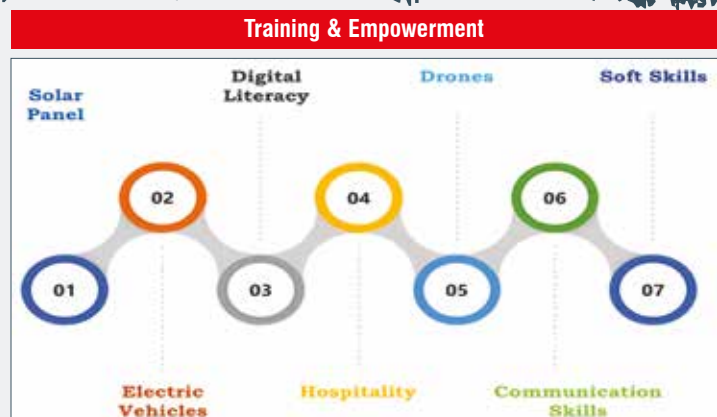 Training & Empowerment
Solar
Panel
Digital
Literacy
Drones
Soft Skills
02
04
06
01
03
05
07
Electric
Vehicles
Hospitality
Communication
Skills